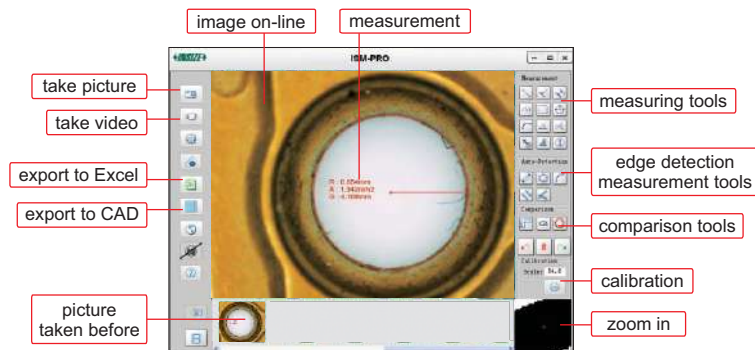 image on-line
measurement
ISM-PRO
take picture
take video
export to Excel
export to CAD
picture
taken before
Measurement
measuring tools
Auto-Detection
edge detection
measurement tools
Comparison
comparison tools
Calibration
Scale:
calibration
zoom in